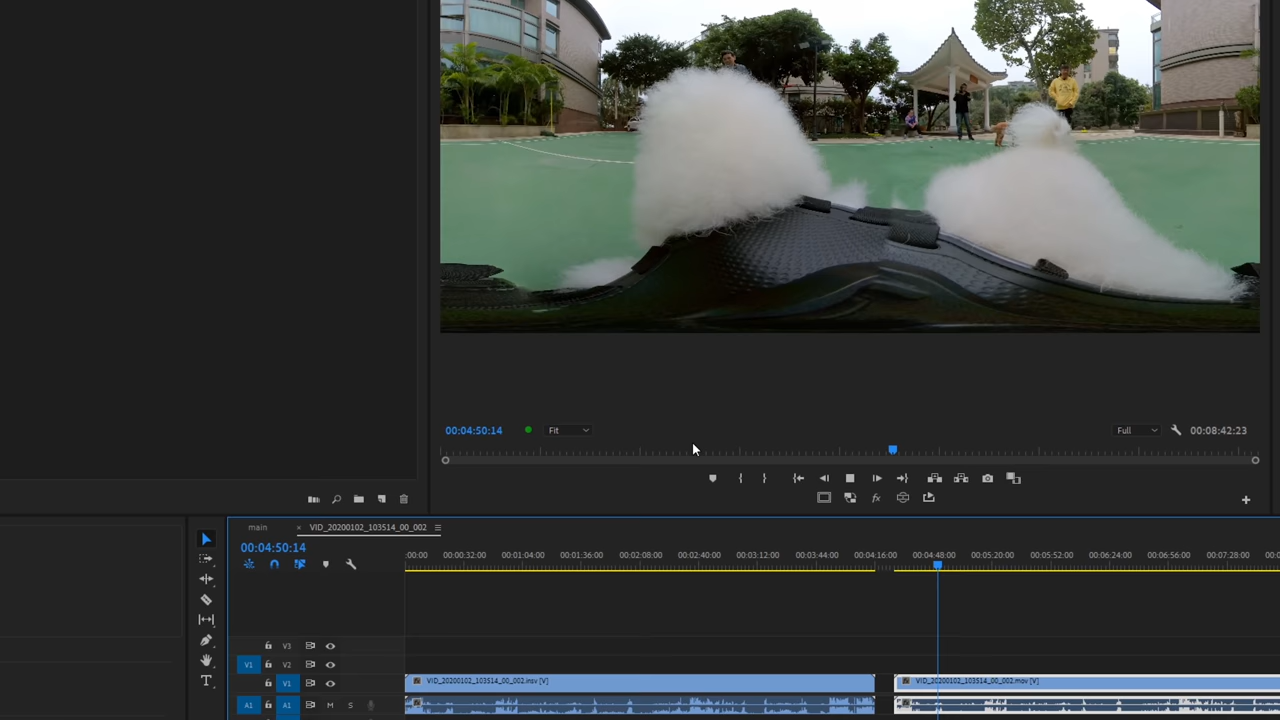 00:04:50:14 Fit Full 00:08:42:23
main × VID_20200102_103514_00_002
00:04:50:14
:00:00 00:00:32:00 00:01:04:00 00:01:36:00 00:02:08:00 00:02:40:00 00:03:12:00 00:03:44:00 00:04:16:00 00:04:48:00 00:05:20:00 00:05:52:00 00:06:24:00 00:06:56:00 00:07:28:00
V3
V1 V2
V1 VID_20200102_103514_00_002.insv [V] VID_20200102_103514_00_002.mov [V]
A1 A1 M S